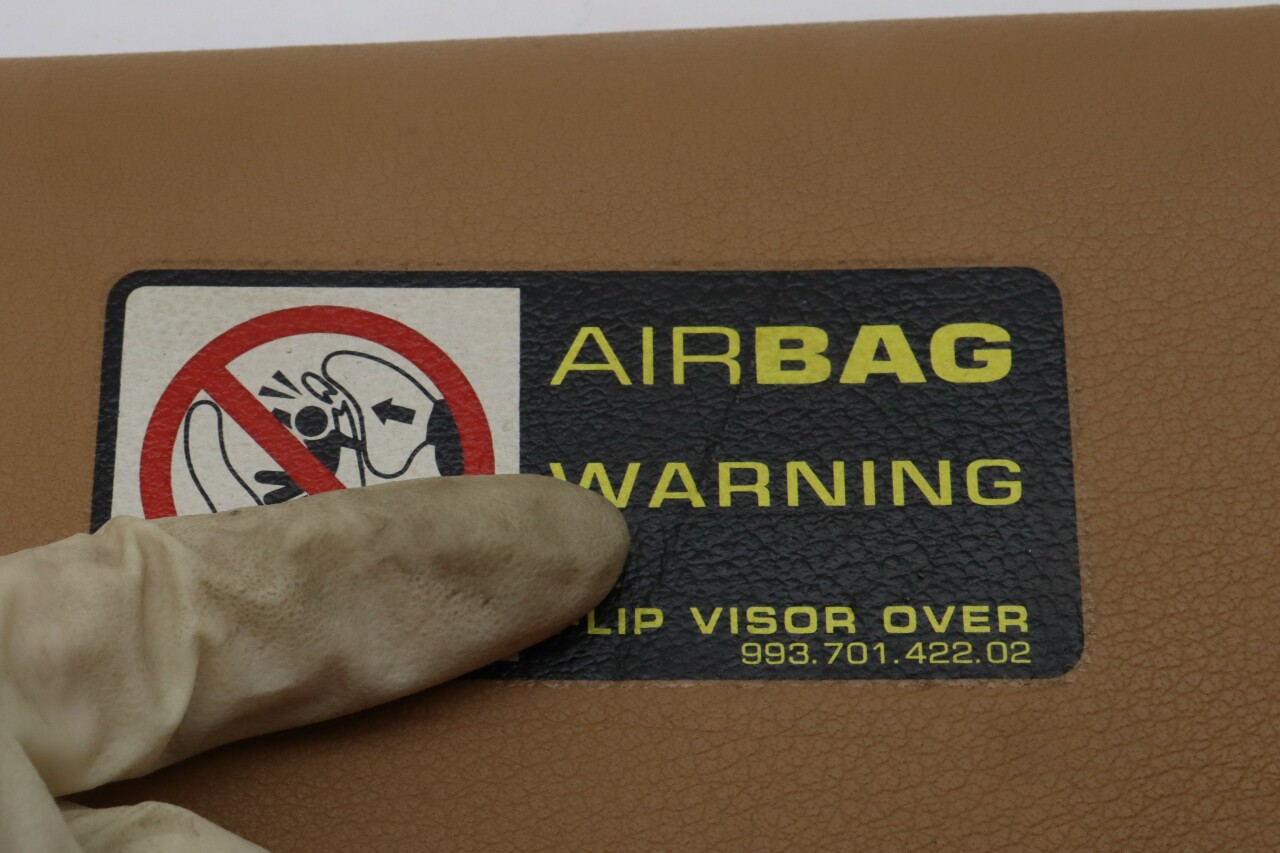 AIRBAG
WARNING
VISOR OVER
993.701.422.02